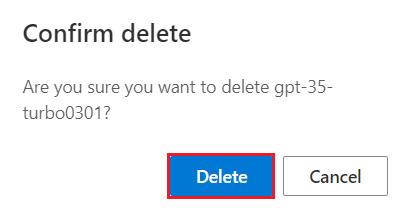 Confirm delete
Are you sure you want to delete gpt-35-
turbo0301?
Delete
Cancel